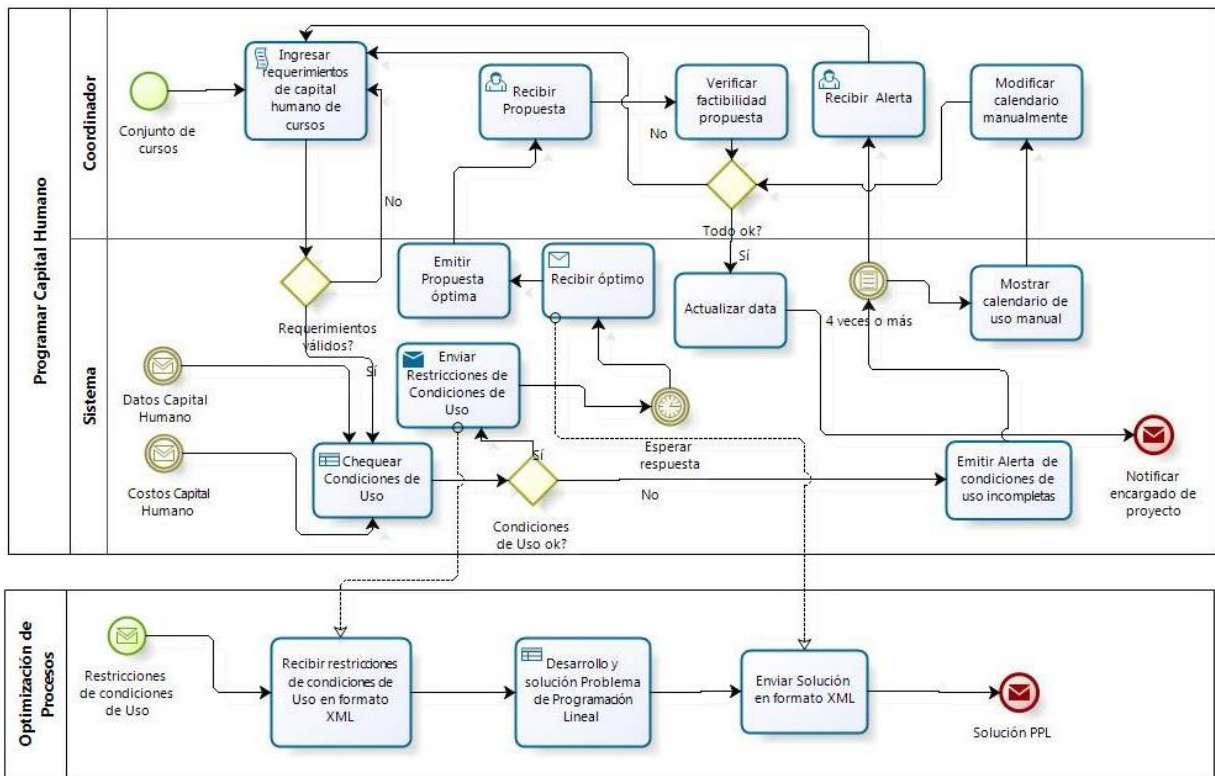 Programar Capital Humano
Coordinador
Conjunto de
cursos
Ingresar
requerimientos
de capital
humano de
cursos
No
Recibir
Propuesta
Verificar
factibilidad
propuesta
No
Todo ok?
Sí
Recibir Alerta
Modificar
calendario
manualmente
Sistema
Requerimientos
válidos?
Sí
Datos Capital
Humano
Costos Capital
Humano
Chequear
Condiciones de
Uso
Emitir
Propuesta
óptima
Recibir óptimo
Enviar
Restricciones de
Condiciones de
Uso
Esperar
respuesta
Sí
No
Condiciones
de Uso ok?
Actualizar data
4 veces o más
Mostrar
calendario de
uso manual
Emitir Alerta de
condiciones de
uso incompletas
Notificar
encargado de
proyecto
Optimización de
Procesos
Restricciones
de condiciones
de Uso
Recibir restricciones
de condiciones de
Uso en formato
XML
Desarrollo y
solución Problema
de Programación
Lineal
Enviar Solución
en formato XML
Solución PPL